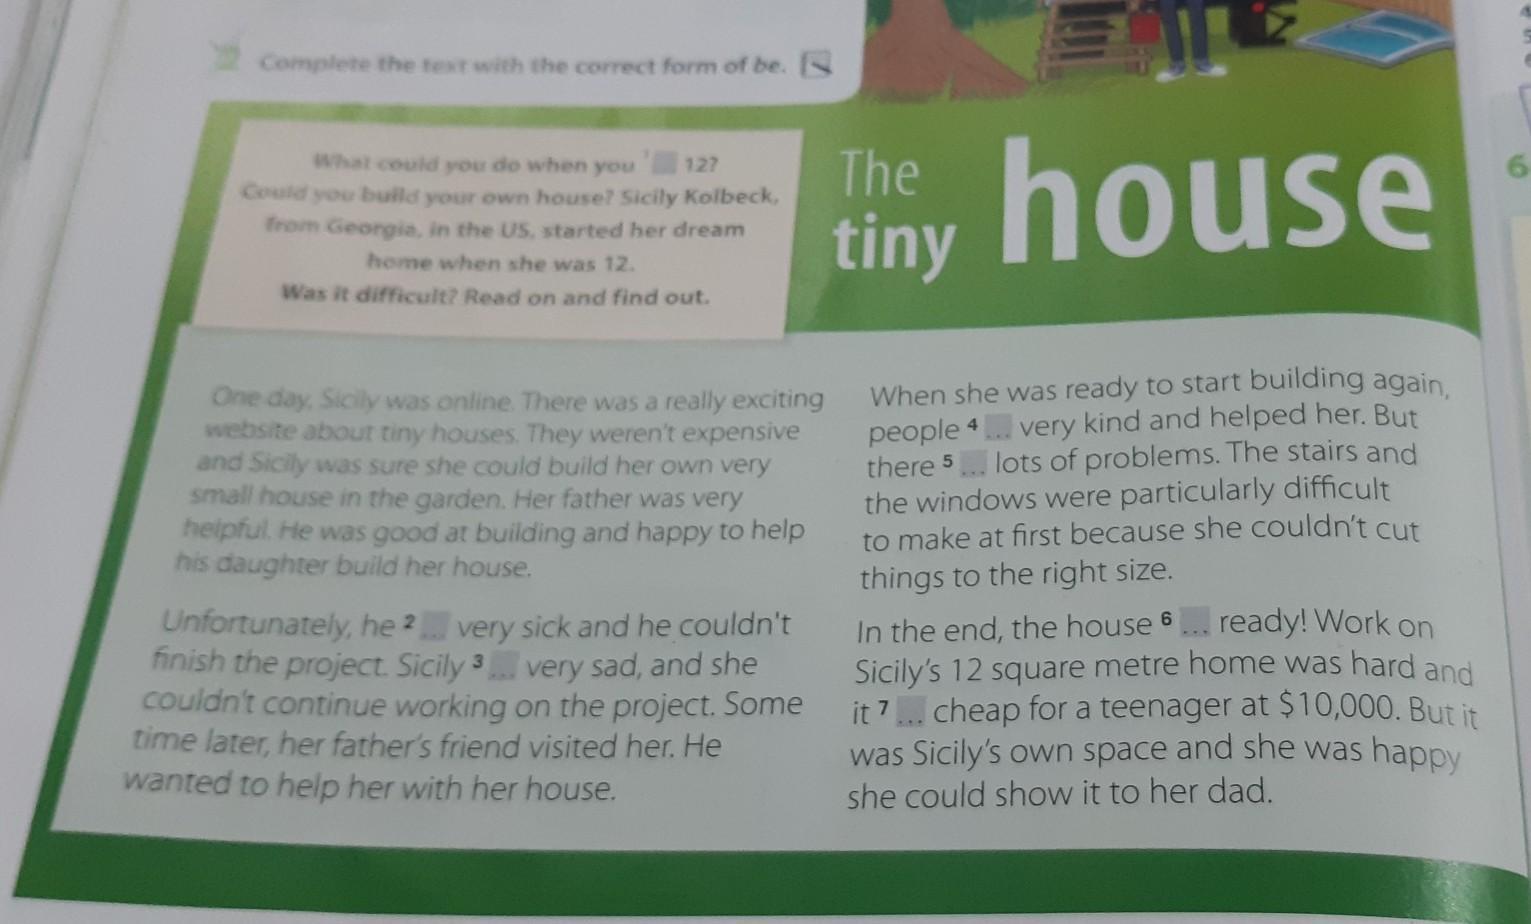 2 Complete the text with the correct form of be.
What could you do when you 1 12?
Could you build your own house? Sicily Kolbeck,
from Georgia, in the US, started her dream
home when she was 12.
Was it difficult? Read on and find out.
The
tiny
house
One day, Sicily was online. There was a really exciting
website about tiny houses. They weren't expensive
and Sicily was sure she could build her own very
small house in the garden. Her father was very
helpful. He was good at building and happy to help
his daughter build her house.
Unfortunately, he 2 ... very sick and he couldn't
finish the project. Sicily 3 ... very sad, and she
couldn't continue working on the project. Some
time later, her father's friend visited her. He
wanted to help her with her house.
When she was ready to start building again,
people 4 ... very kind and helped her. But
there 5 ... lots of problems. The stairs and
the windows were particularly difficult
to make at first because she couldn't cut
things to the right size.
In the end, the house 6 ... ready! Work on
Sicily's 12 square metre home was hard and
it 7 ... cheap for a teenager at $10,000. But it
was Sicily's own space and she was happy
she could show it to her dad.
6